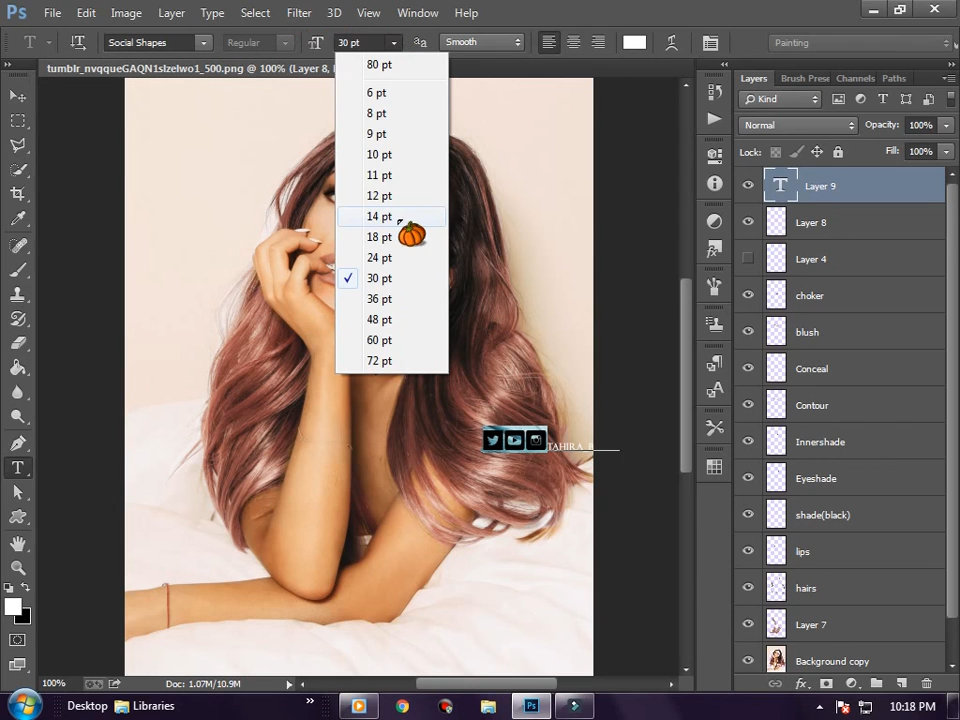 Ps File Edit Image Layer Type Select Filter 3D View Window Help
T Social Shapes Regular 30 pt aa Smooth Painting
tumblr_nvqqueGAQN1slzelwo1_500.png @ 100% (Layer 8,
80 pt
6 pt
8 pt
9 pt
10 pt
11 pt
12 pt
14 pt
18 pt
24 pt
30 pt
36 pt
48 pt
60 pt
72 pt
TAHIRA_B
Layers Brush Prese Channels Paths
Kind
Normal Opacity: 100%
Lock: Fill: 100%
Layer 9
Layer 8
Layer 4
choker
blush
Conceal
Contour
Innershade
Eyeshade
shade(black)
lips
hairs
Layer 7
Background copy
100% Doc: 1.07M/10.9M
Desktop Libraries Ps 10:18 PM